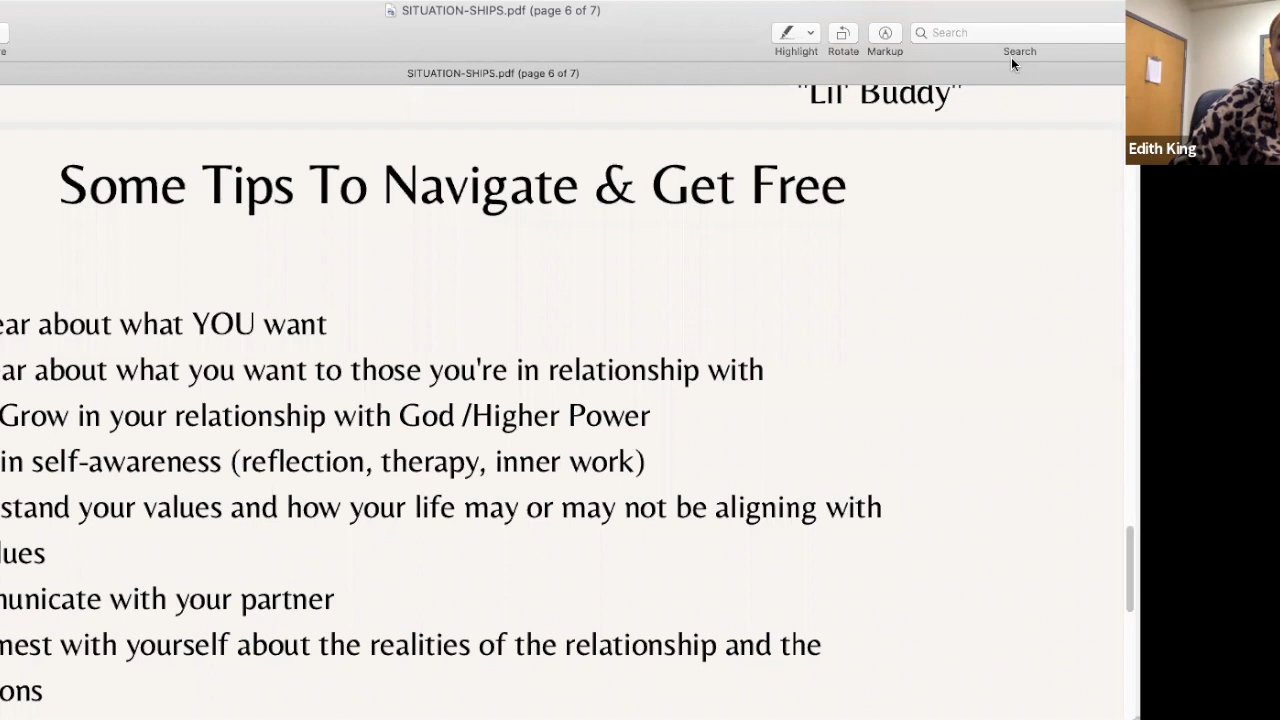 SITUATION-SHIPS.pdf (page 6 of 7)
Search
Highlight
Rotate
Markup
Search
SITUATION-SHIPS.pdf (page 6 of 7)
"Lil' Buddy"
Edith King
Some Tips To Navigate & Get Free
ear about what YOU want
ar about what you want to those you're in relationship with
Grow in your relationship with God /Higher Power
in self-awareness (reflection, therapy, inner work)
stand your values and how your life may or may not be aligning with
lues
municate with your partner
nest with yourself about the realities of the relationship and the
ons